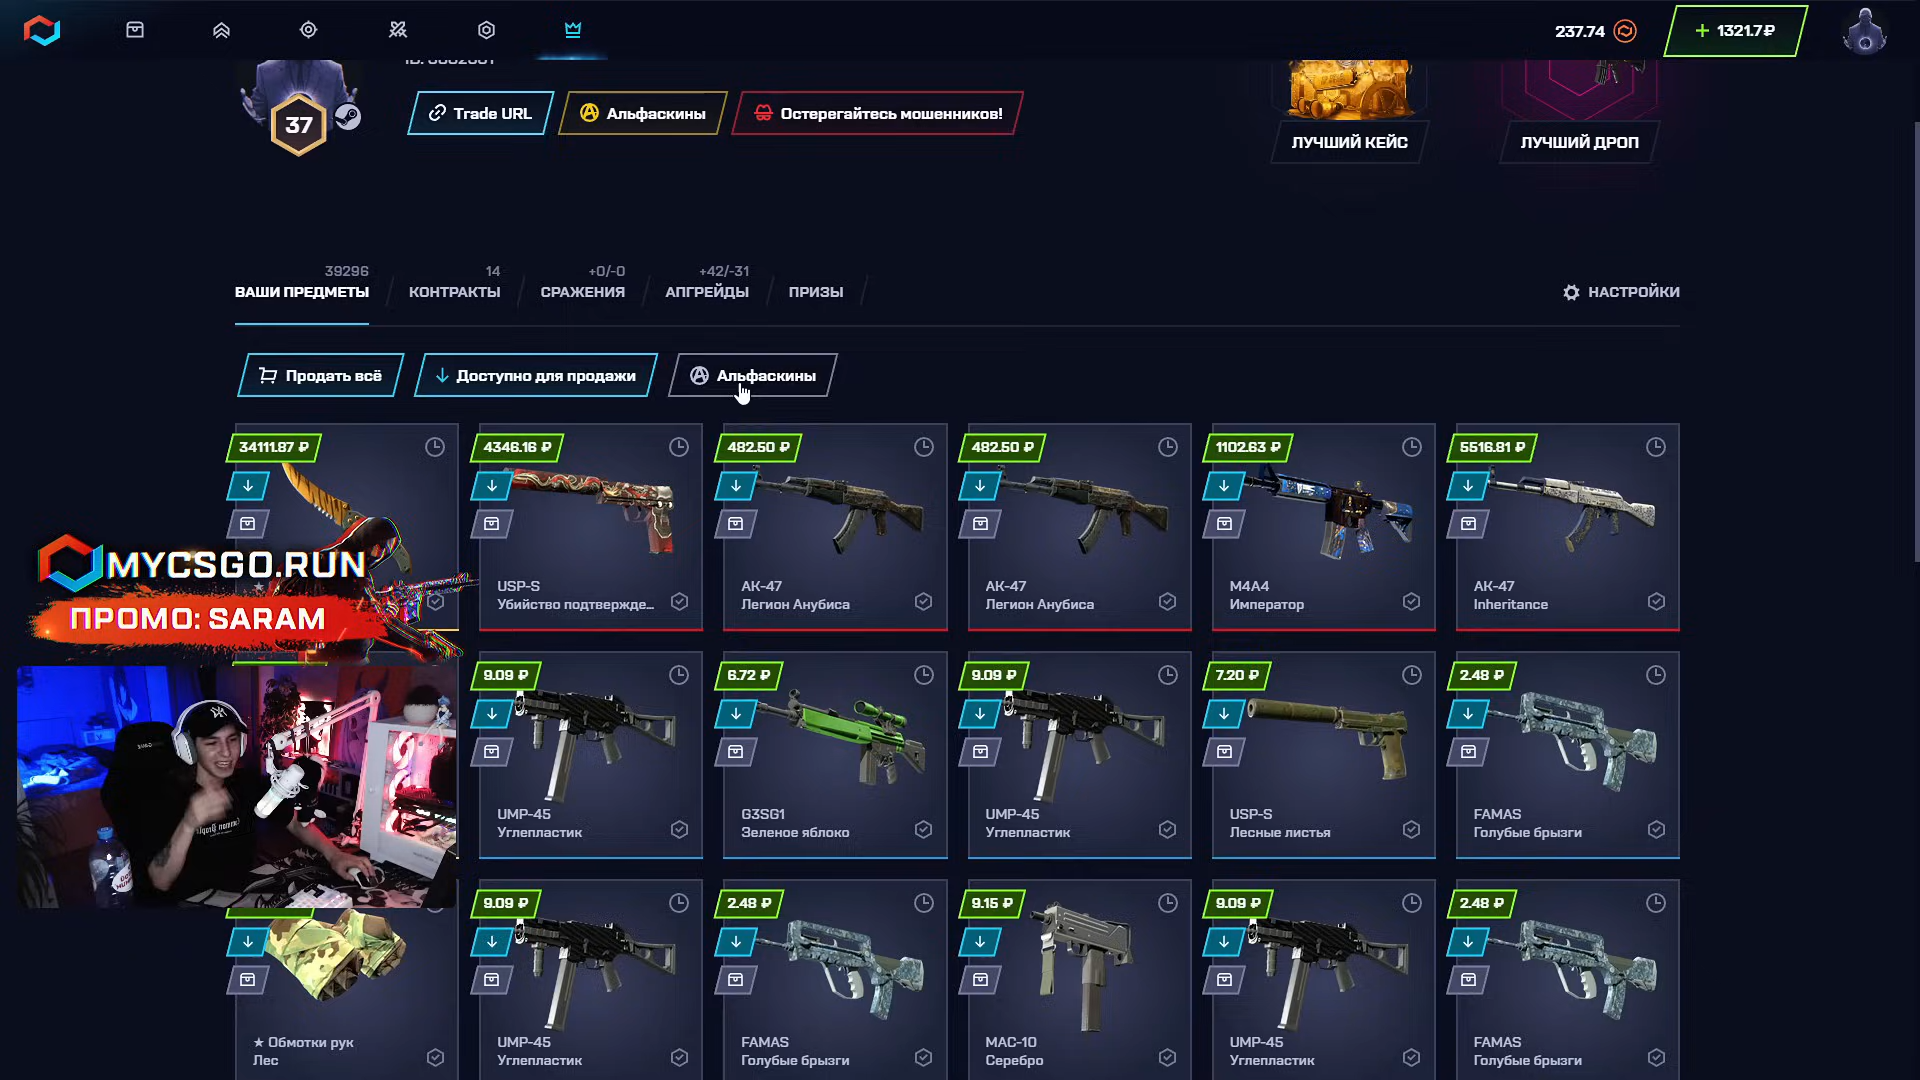 237.74
+ 1321.7₽
37
Trade URL
Альфаскины
Остерегайтесь мошенников!
ЛУЧШИЙ КЕЙС
ЛУЧШИЙ ДРОП
39296
ВАШИ ПРЕДМЕТЫ
14
КОНТРАКТЫ
+0/-0
СРАЖЕНИЯ
+42/-31
АПГРЕЙДЫ
ПРИЗЫ
НАСТРОЙКИ
Продать всё
Доступно для продажи
Альфаскины
34111.87 ₽
4346.16 ₽
USP-S
Убийство подтвержде...
482.50 ₽
AK-47
Легион Анубиса
482.50 ₽
AK-47
Легион Анубиса
1102.63 ₽
M4A4
Император
5516.81 ₽
AK-47
Inheritance
MYCSGO.RUN
ПРОМО: SARAM
9.09 ₽
UMP-45
Углепластик
6.72 ₽
G3SG1
Зеленое яблоко
9.09 ₽
UMP-45
Углепластик
7.20 ₽
USP-S
Лесные листья
2.48 ₽
FAMAS
Голубые брызги
★ Обмотки рук
Лес
9.09 ₽
UMP-45
Углепластик
2.48 ₽
FAMAS
Голубые брызги
9.15 ₽
MAC-10
Серебро
9.09 ₽
UMP-45
Углепластик
2.48 ₽
FAMAS
Голубые брызги